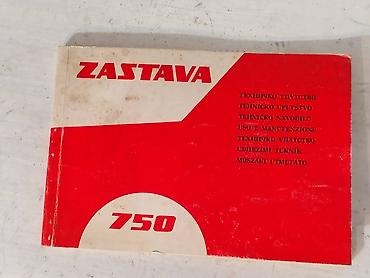 ZASTAVA
ТЕХНИЧКО УПУТСТВО
TEHNIČKO UPUTSTVO
TEHNIČKO NAVODILO
USO E MANUTENZIONE
ТЕХНИЧКО УПАТСТВО
UDHEZIMI TEKNIK
MŰSZAKI ÚTMUTATÓ
750